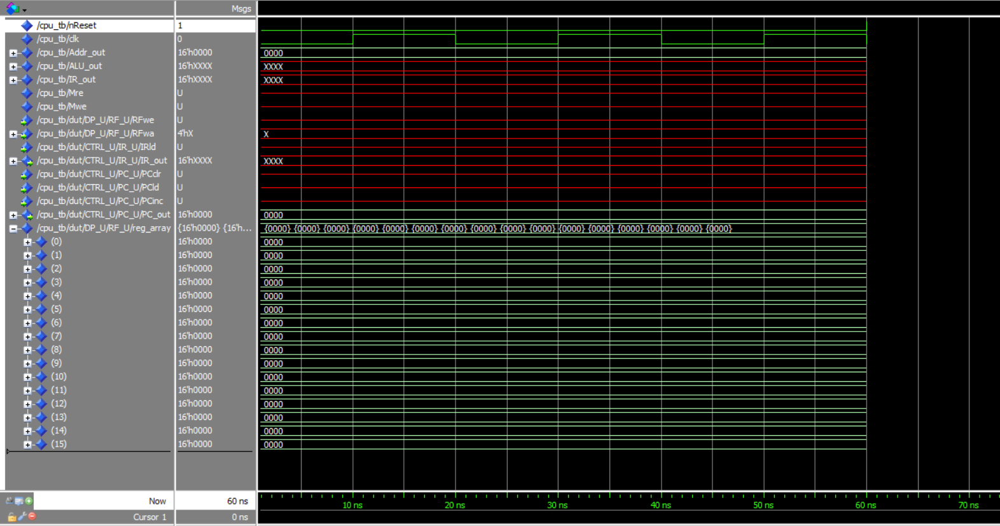 Msgs
/cpu_tb/nReset 1
/cpu_tb/clk 0
/cpu_tb/Addr_out 16'h0000 0000
/cpu_tb/ALU_out 16'hXXXX XXXX
/cpu_tb/IR_out 16'hXXXX XXXX
/cpu_tb/Mre U
/cpu_tb/Mwe U
/cpu_tb/dut/DP_U/RF_U/RFwe U
/cpu_tb/dut/DP_U/RF_U/RFwa 4'hX X
/cpu_tb/dut/CTRL_U/IR_U/IRld U
/cpu_tb/dut/CTRL_U/IR_U/IR_out 16'hXXXX XXXX
/cpu_tb/dut/CTRL_U/PC_U/PCclr U
/cpu_tb/dut/CTRL_U/PC_U/PCld U
/cpu_tb/dut/CTRL_U/PC_U/PCinc U
/cpu_tb/dut/CTRL_U/PC_U/PC_out 16'h0000 0000
/cpu_tb/dut/DP_U/RF_U/reg_array {16'h0000} {16'h... {0000} {0000} {0000} {0000} {0000} {0000} {0000} {0000} {0000} {0000} {0000} {0000} {0000} {0000} {0000} {0000}
(0) 16'h0000 0000
(1) 16'h0000 0000
(2) 16'h0000 0000
(3) 16'h0000 0000
(4) 16'h0000 0000
(5) 16'h0000 0000
(6) 16'h0000 0000
(7) 16'h0000 0000
(8) 16'h0000 0000
(9) 16'h0000 0000
(10) 16'h0000 0000
(11) 16'h0000 0000
(12) 16'h0000 0000
(13) 16'h0000 0000
(14) 16'h0000 0000
(15) 16'h0000 0000
Now 60 ns
10 ns 20 ns 30 ns 40 ns 50 ns 60 ns 70 ns
Cursor 1 0 ns